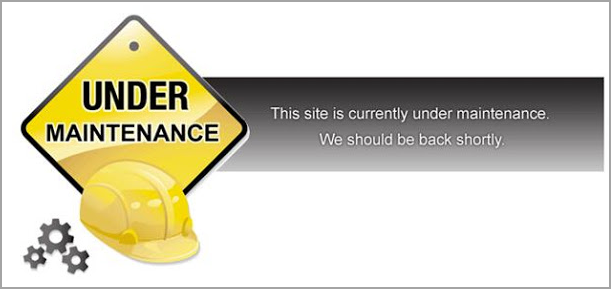 UNDER
MAINTENANCE
This site is currently under maintenance.
We should be back shortly.